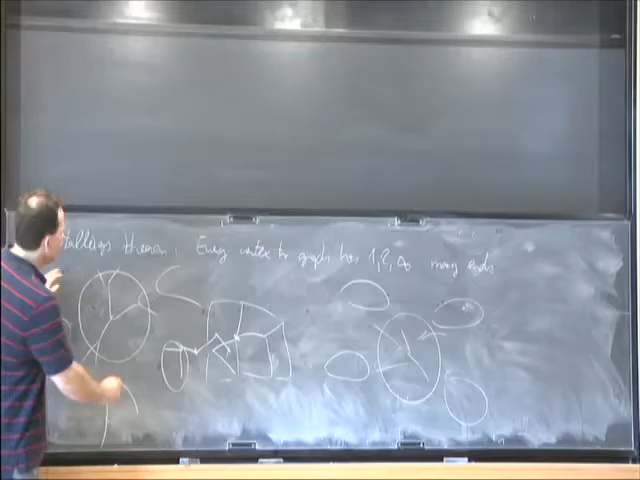 Stallings theorem. Every vertex tr graph has 1, 2, ∞ many ends